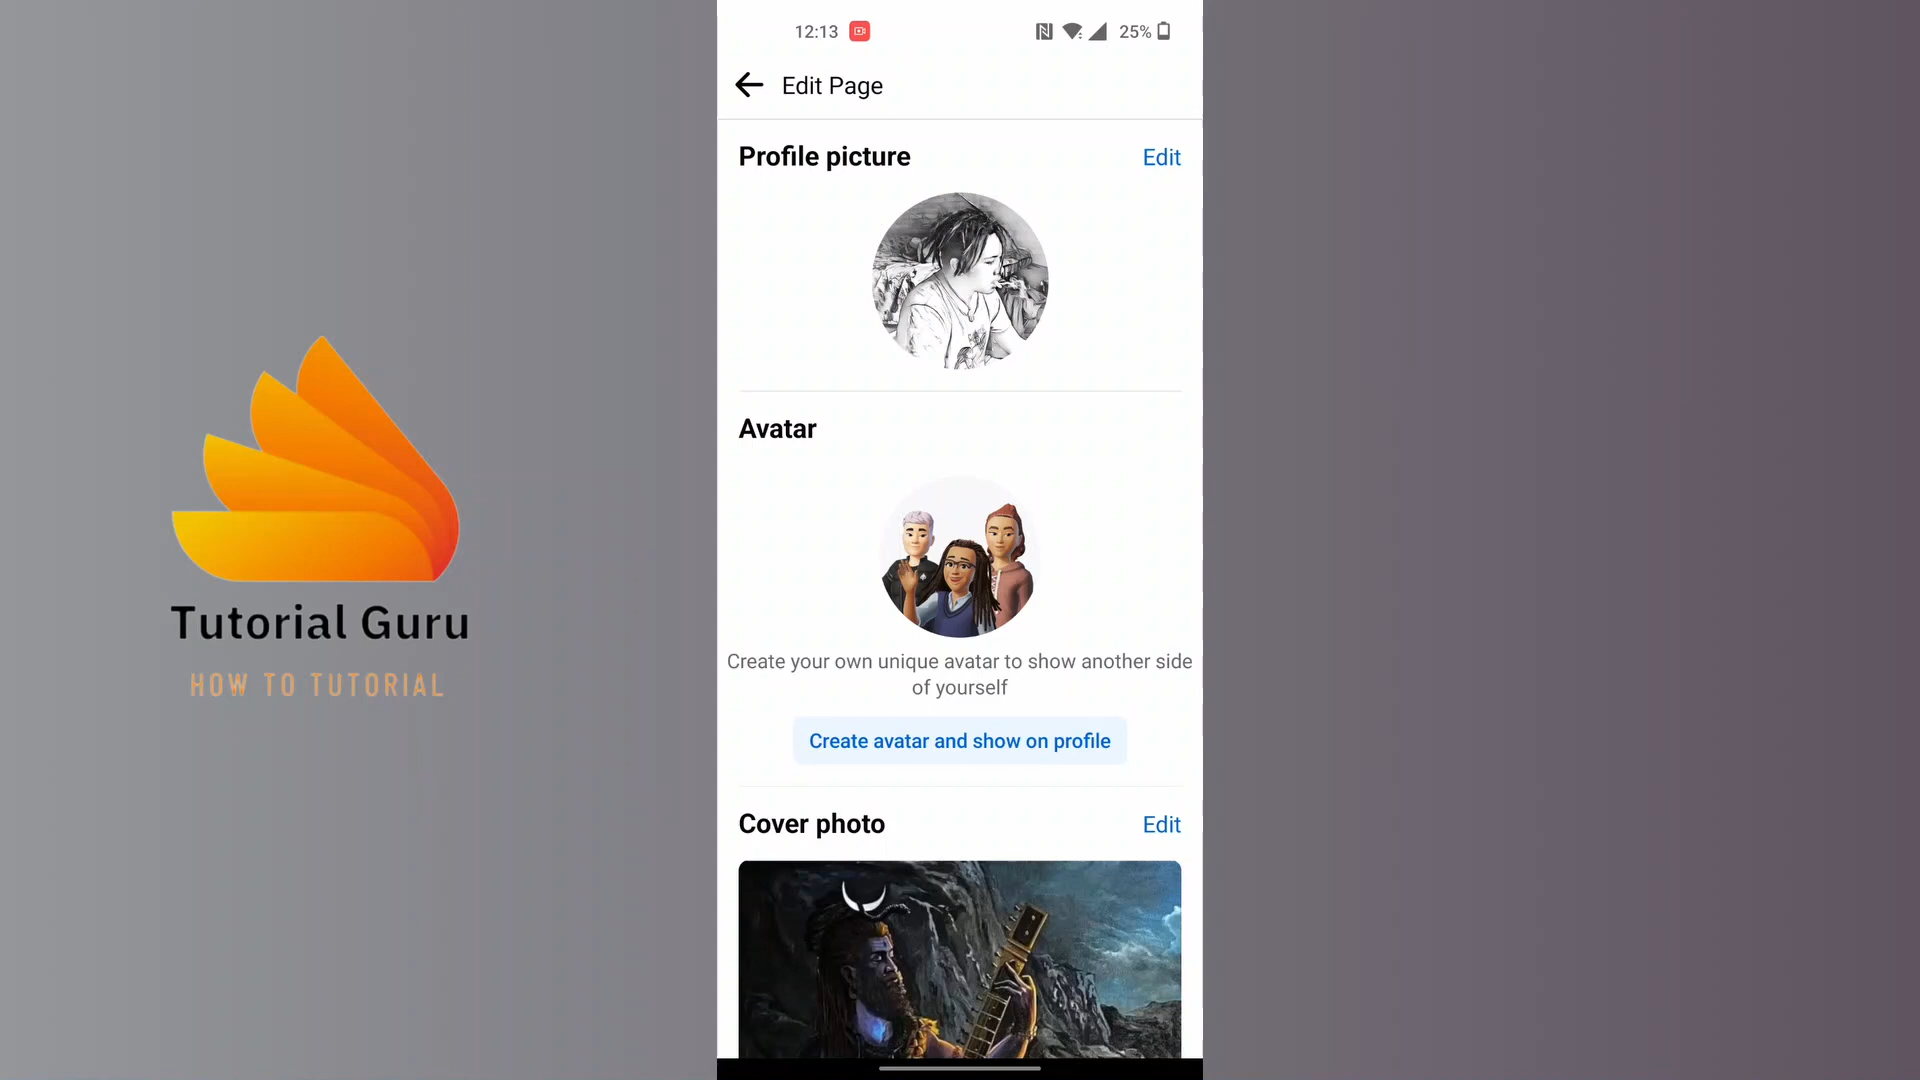 12:13
25%
Edit Page
Profile picture
Edit
Avatar
Create your own unique avatar to show another side
of yourself
Create avatar and show on profile
Cover photo
Edit
Tutorial Guru
HOW TO TUTORIAL